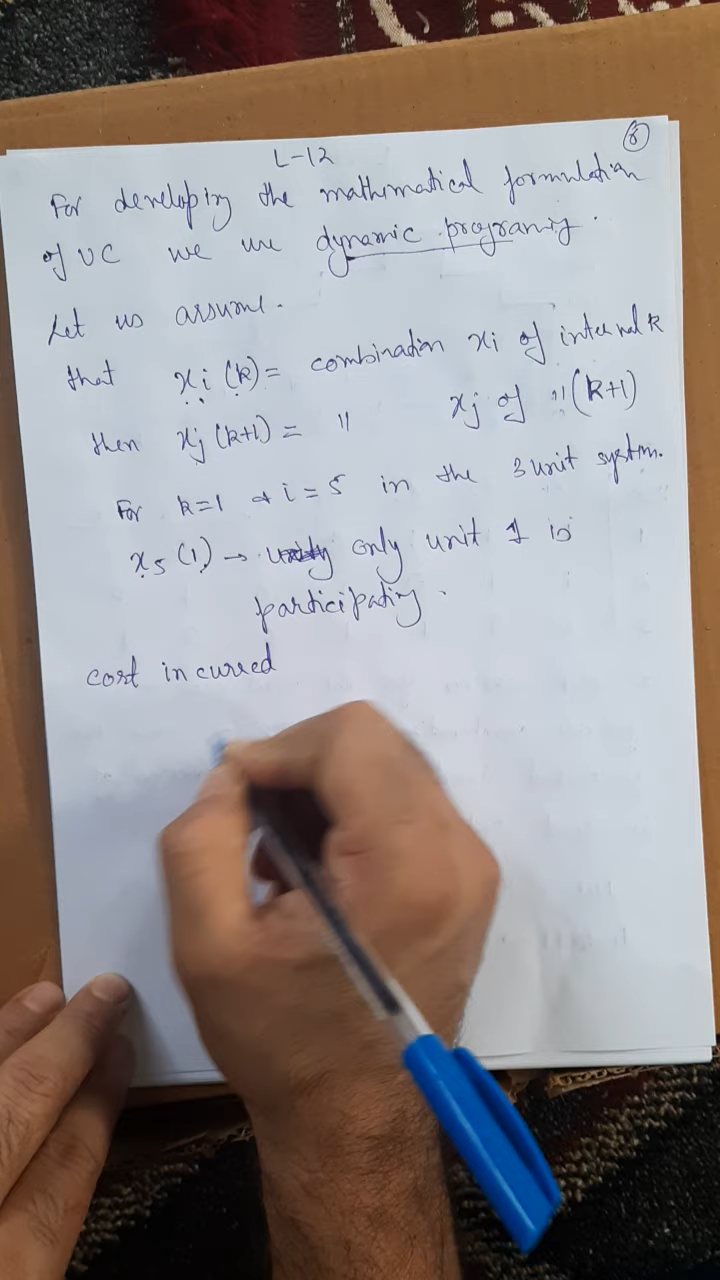 L-12
8
For developing the mathematical formulation
of UC we use dynamic programig.
Let us assume.
that xi (k) = combination xi of interval k
then xj (k+1) = " xj of " (k+1)
For k=1 & i=5 in the 3 unit system.
x5 (1) → only unit 1 is
participating.
cost incurred